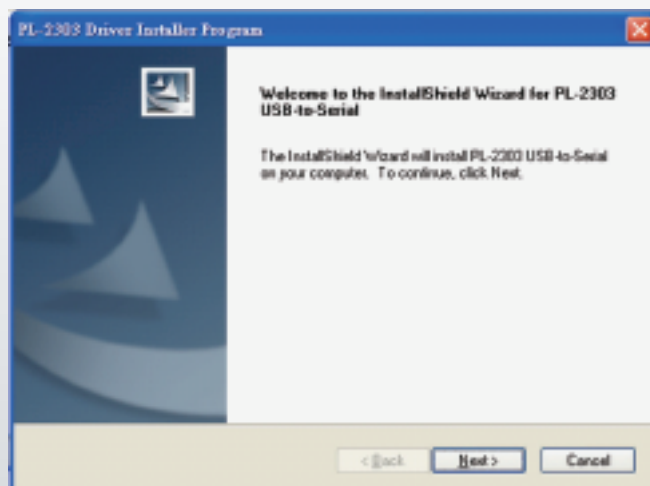 PL-2303 Driver Installer Program
Welcome to the InstallShield Wizard for PL-2303
USB-to-Serial
The InstallShield Wizard will install PL-2303 USB-to-Serial
on your computer. To continue, click Next.
< Back
Next >
Cancel